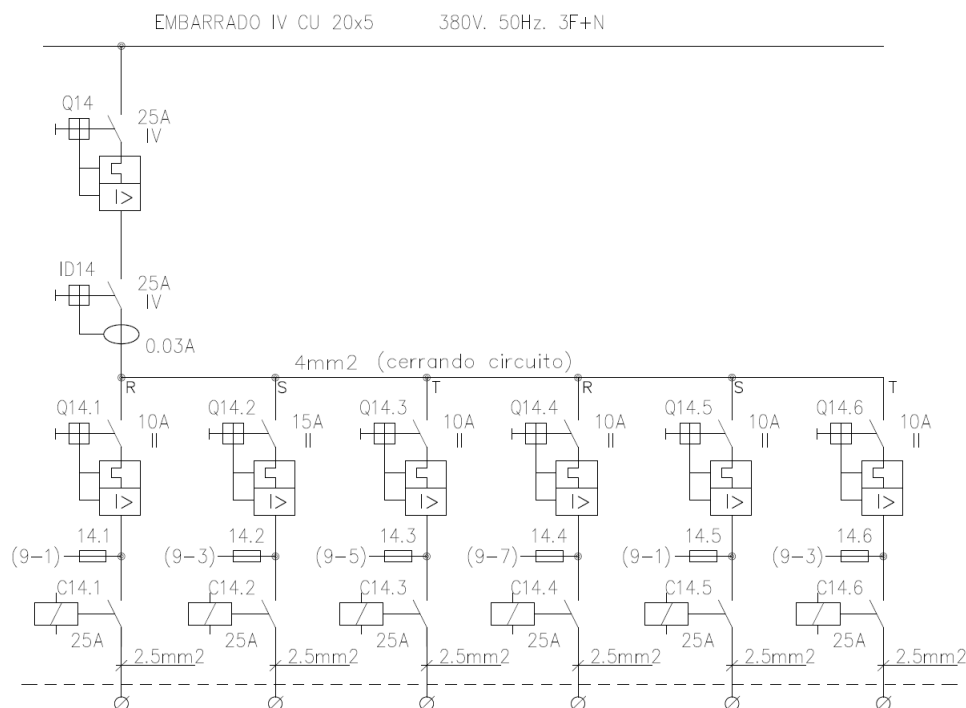 EMBARRADO IV CU 20x5 380V. 50Hz. 3F+N
Q14
25A
IV
I>
ID14
25A
IV
0.03A
4mm2 (cerrando circuito)
R S T R S T
Q14.1 10A Q14.2 15A Q14.3 10A Q14.4 10A Q14.5 10A Q14.6 10A
II II II II II II
I> I> I> I> I> I>
14.1 14.2 14.3 14.4 14.5 14.6
(9-1) (9-3) (9-5) (9-7) (9-1) (9-3)
C14.1 C14.2 C14.3 C14.4 C14.5 C14.6
25A 25A 25A 25A 25A 25A
2.5mm2 2.5mm2 2.5mm2 2.5mm2 2.5mm2 2.5mm2